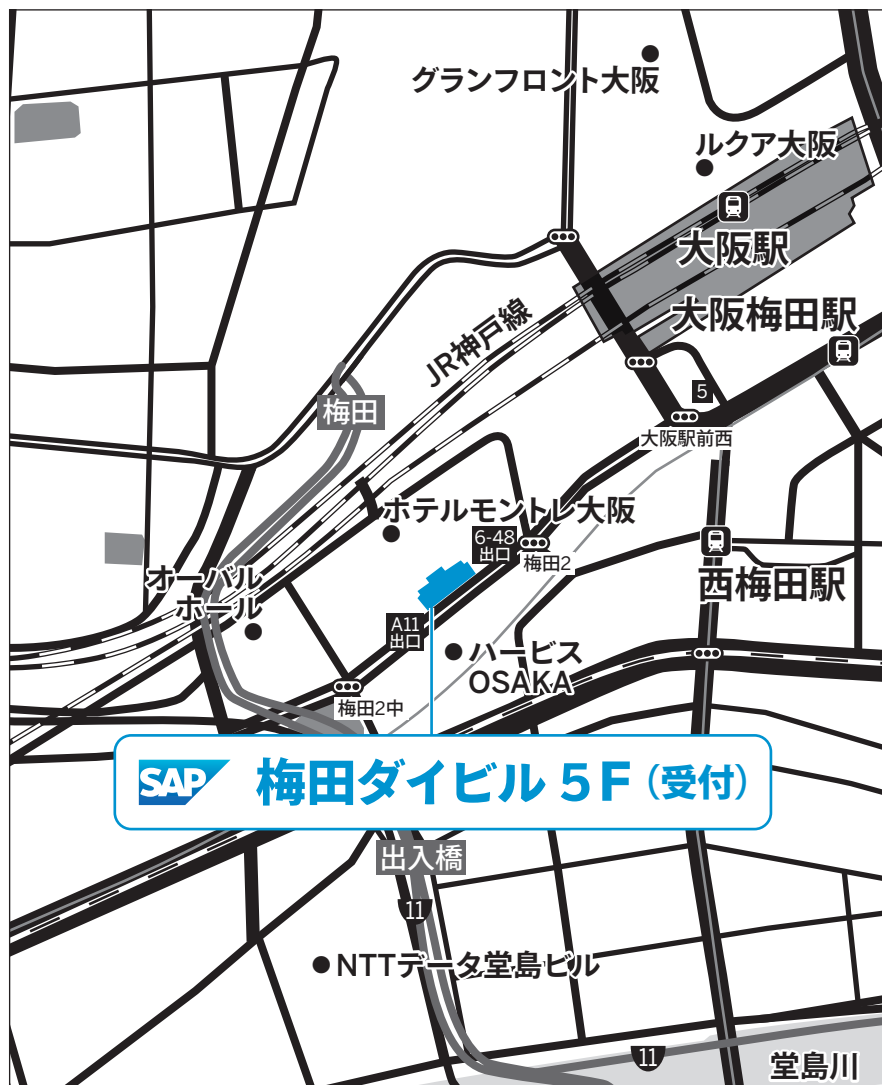 グランフロント大阪
ルクア大阪
大阪駅
大阪梅田駅
JR神戸線
5
梅田
大阪駅前西
ホテルモントレ大阪
6-48
出口
梅田2
西梅田駅
オーバル
ホール
A11
出口
ハービス
OSAKA
梅田2中
SAP 梅田ダイビル 5F（受付）
出入橋
11
NTTデータ堂島ビル
11
堂島川